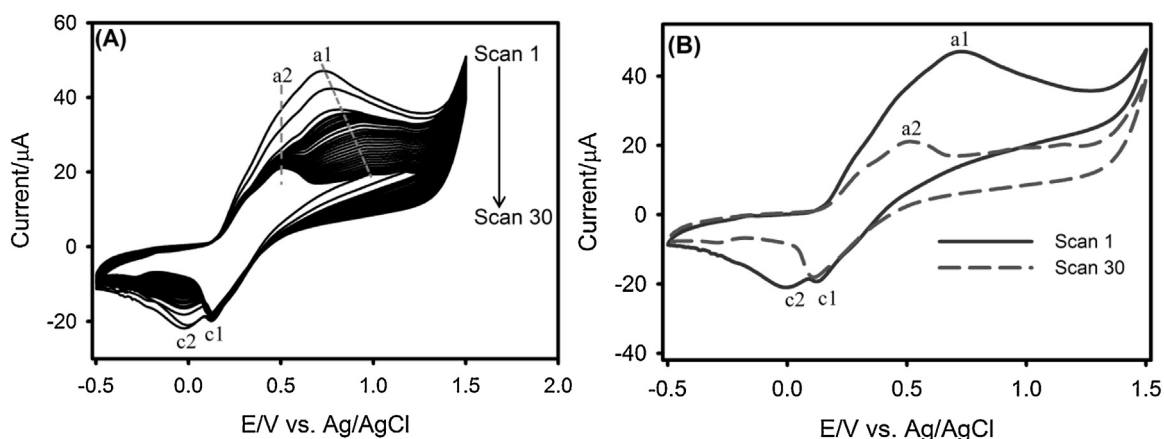 (A)
60
40
20
0
-20
Current/μA
a2
a1
c2
c1
Scan 1
Scan 30
-0.5 0.0 0.5 1.0 1.5 2.0
E/V vs. Ag/AgCl
(B)
40
20
0
-20
-40
Current/μA
a1
a2
c2 c1
Scan 1
Scan 30
-0.5 0.0 0.5 1.0 1.5
E/V vs. Ag/AgCl